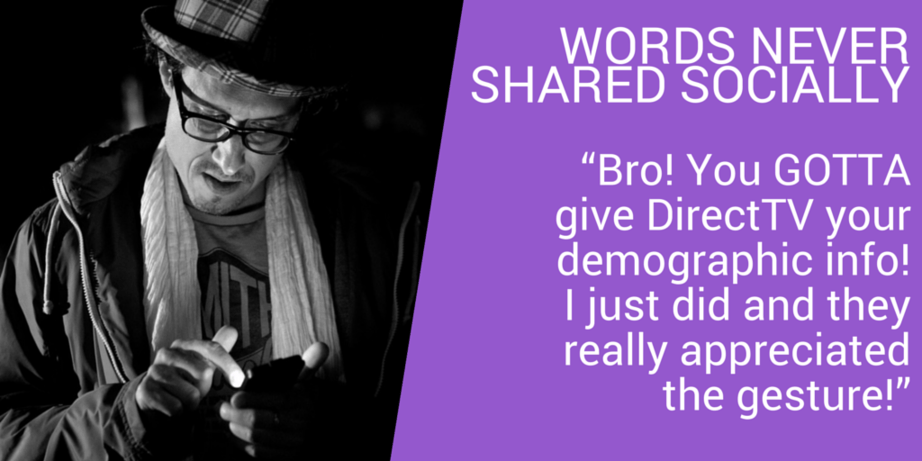 WORDS NEVER
SHARED SOCIALLY
“Bro! You GOTTA
give DirectTV your
demographic info!
I just did and they
really appreciated
the gesture!”